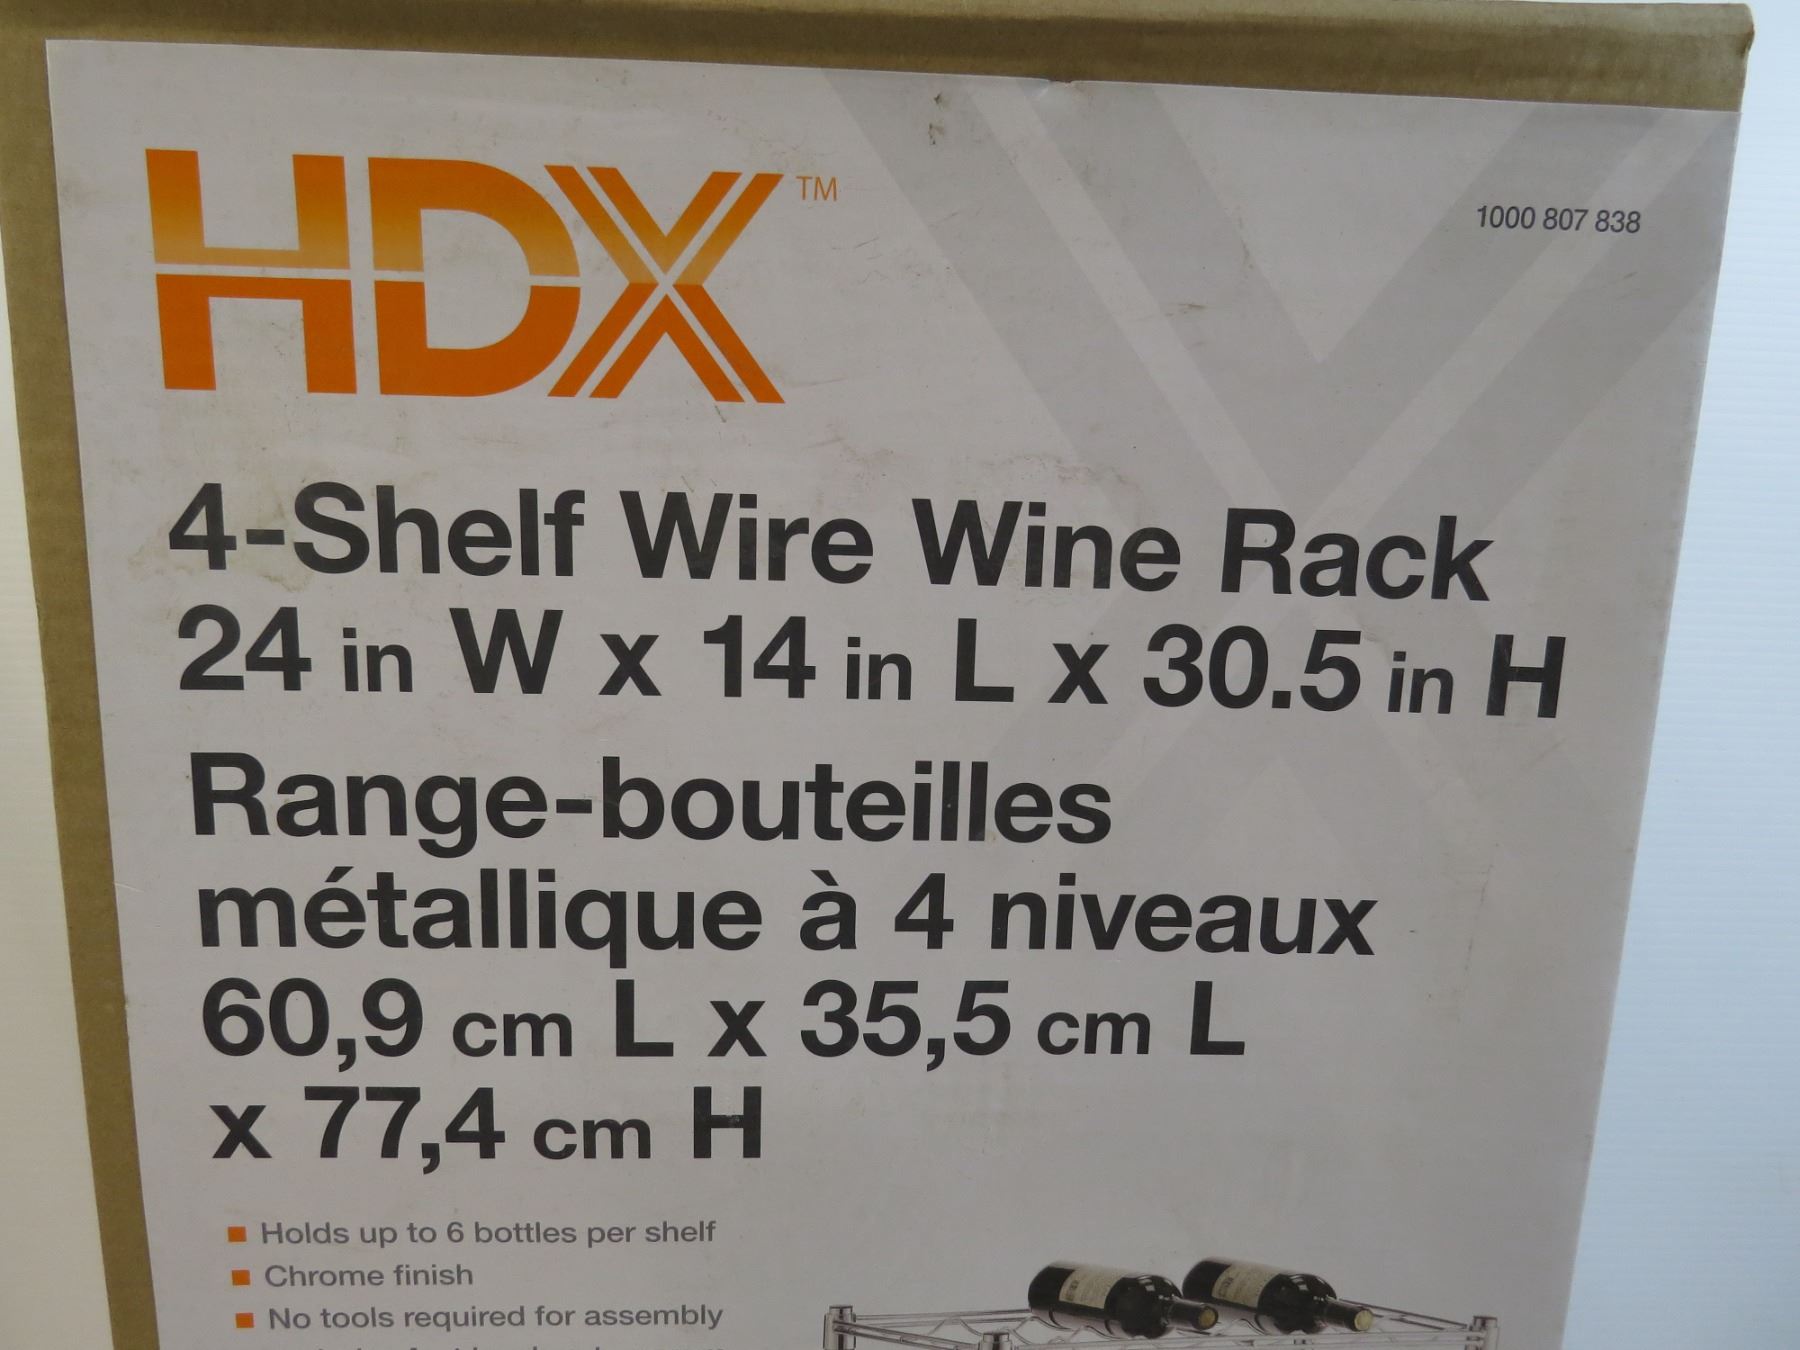 HDX™
1000 807 838
4-Shelf Wire Wine Rack
24 in W x 14 in L x 30.5 in H
Range-bouteilles
métallique à 4 niveaux
60,9 cm L x 35,5 cm L
x 77,4 cm H
Holds up to 6 bottles per shelf
Chrome finish
No tools required for assembly